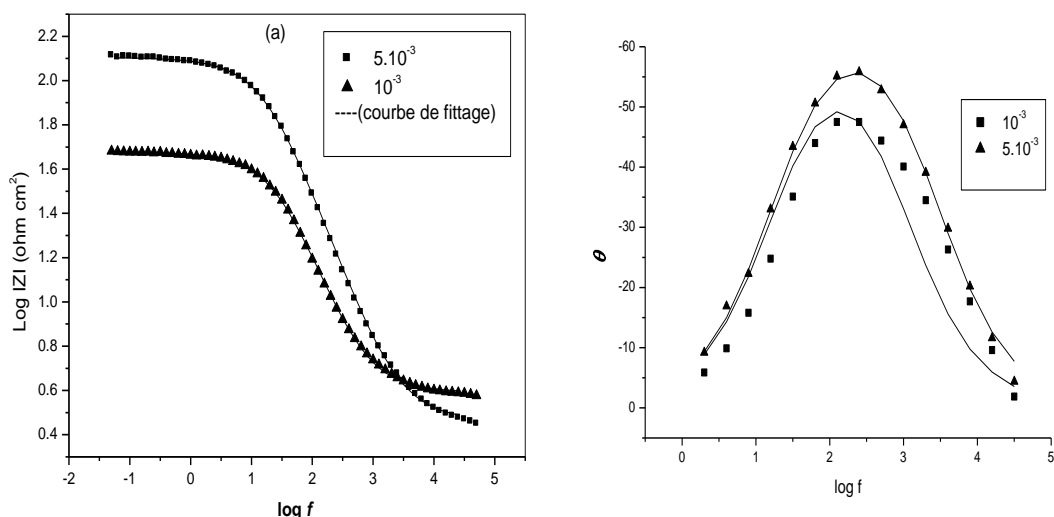 (a)
5.10-3
10-3
----(courbe de fittage)
Log IZI (ohm cm2)
2.2
2.0
1.8
1.6
1.4
1.2
1.0
0.8
0.6
0.4
-2 -1 0 1 2 3 4 5
log f
10-3
5.10-3
θ
-60
-50
-40
-30
-20
-10
0
0 1 2 3 4 5
log f